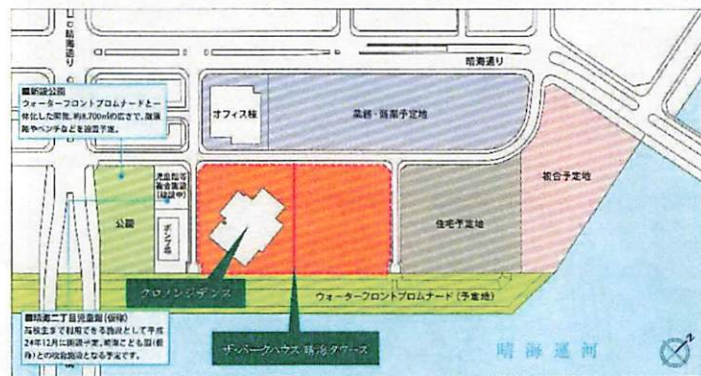 旧晴海通り
晴海通り
■新設公園
ウォーターフロントプロムナードと一
体化した開発。約8,700㎡の広さで、散策
路やベンチなどを設置予定。
オフィス棟
業務・商業予定地
児童館等
複合施設
(建設中)
公園
ポンプ所
住宅予定地
複合予定地
クロノレジデンス
ウォーターフロントプロムナード(予定地)
■晴海二丁目児童館(仮称)
高校生まで利用できる施設として平成
24年12月に開設予定。晴海こども園(仮
称)との複合施設となる予定です。
ザ・パークハウス 晴海タワーズ
晴海運河